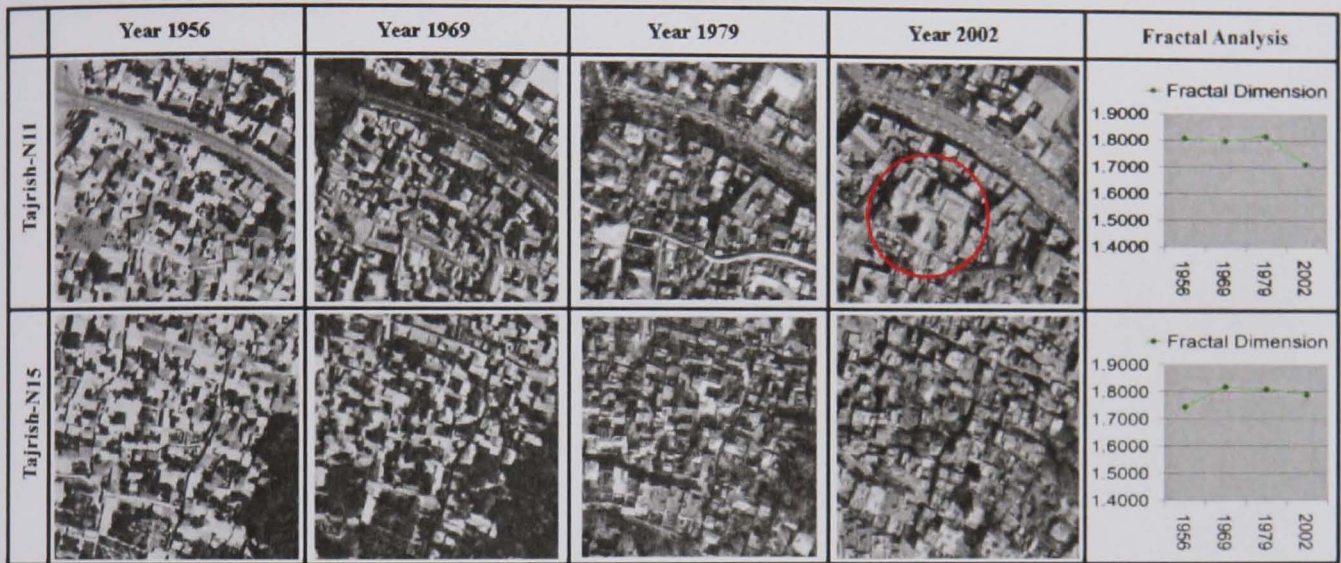 Year 1956
Year 1969
Year 1979
Year 2002
Fractal Analysis
Tajrish-N11
Fractal Dimension
1.9000
1.8000
1.7000
1.6000
1.5000
1.4000
1956
1969
1979
2002
Tajrish-N15
Fractal Dimension
1.9000
1.8000
1.7000
1.6000
1.5000
1.4000
1956
1969
1979
2002